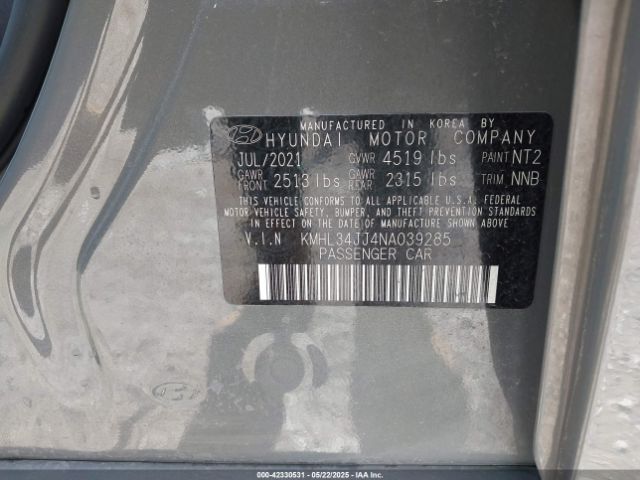 MANUFACTURED IN KOREA BY
HYUNDAI MOTOR COMPANY
JUL/2021 GVWR 4519 lbs PAINT NT2
GAWR FRONT 2513 lbs GAWR REAR 2315 lbs TRIM NNB
THIS VEHICLE CONFORMS TO ALL APPLICABLE U.S.A. FEDERAL
MOTOR VEHICLE SAFETY, BUMPER, AND THEFT PREVENTION STANDARDS
IN EFFECT ON THE DATE OF MANUFACTURE SHOWN ABOVE
V.I.N KMHL34JJ4NA039285
PASSENGER CAR
000-42330531 - 05/22/2025 - IAAI.COM